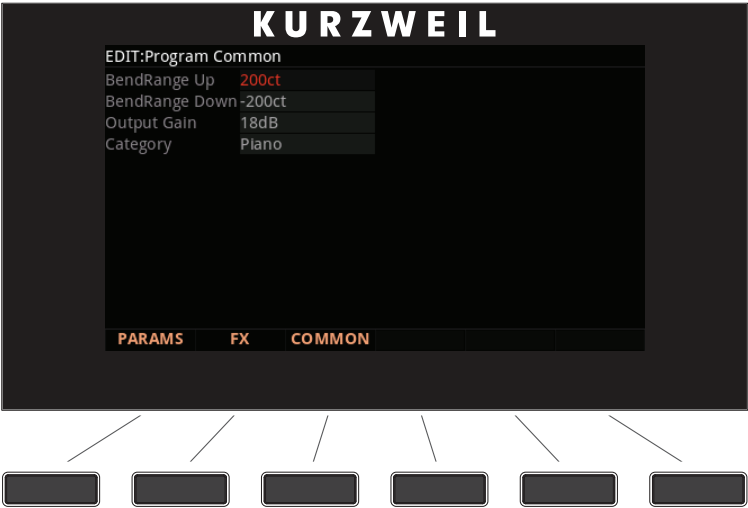 KURZWEIL
EDIT:Program Common
BendRange Up 200ct
BendRange Down -200ct
Output Gain 18dB
Category Piano
PARAMS FX COMMON